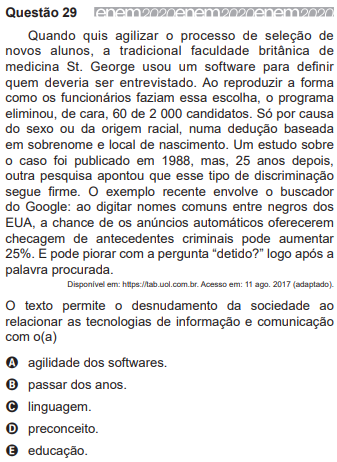 Questão 29 enem2020enem2020enem2020
Quando quis agilizar o processo de seleção de
novos alunos, a tradicional faculdade britânica de
medicina St. George usou um software para definir
quem deveria ser entrevistado. Ao reproduzir a forma
como os funcionários faziam essa escolha, o programa
eliminou, de cara, 60 de 2 000 candidatos. Só por causa
do sexo ou da origem racial, numa dedução baseada
em sobrenome e local de nascimento. Um estudo sobre
o caso foi publicado em 1988, mas, 25 anos depois,
outra pesquisa apontou que esse tipo de discriminação
segue firme. O exemplo recente envolve o buscador
do Google: ao digitar nomes comuns entre negros dos
EUA, a chance de os anúncios automáticos oferecerem
checagem de antecedentes criminais pode aumentar
25%. E pode piorar com a pergunta “detido?” logo após a
palavra procurada.
Disponível em: https://tab.uol.com.br. Acesso em: 11 ago. 2017 (adaptado).
O texto permite o desnudamento da sociedade ao
relacionar as tecnologias de informação e comunicação
com o(a)
A agilidade dos softwares.
B passar dos anos.
C linguagem.
D preconceito.
E educação.